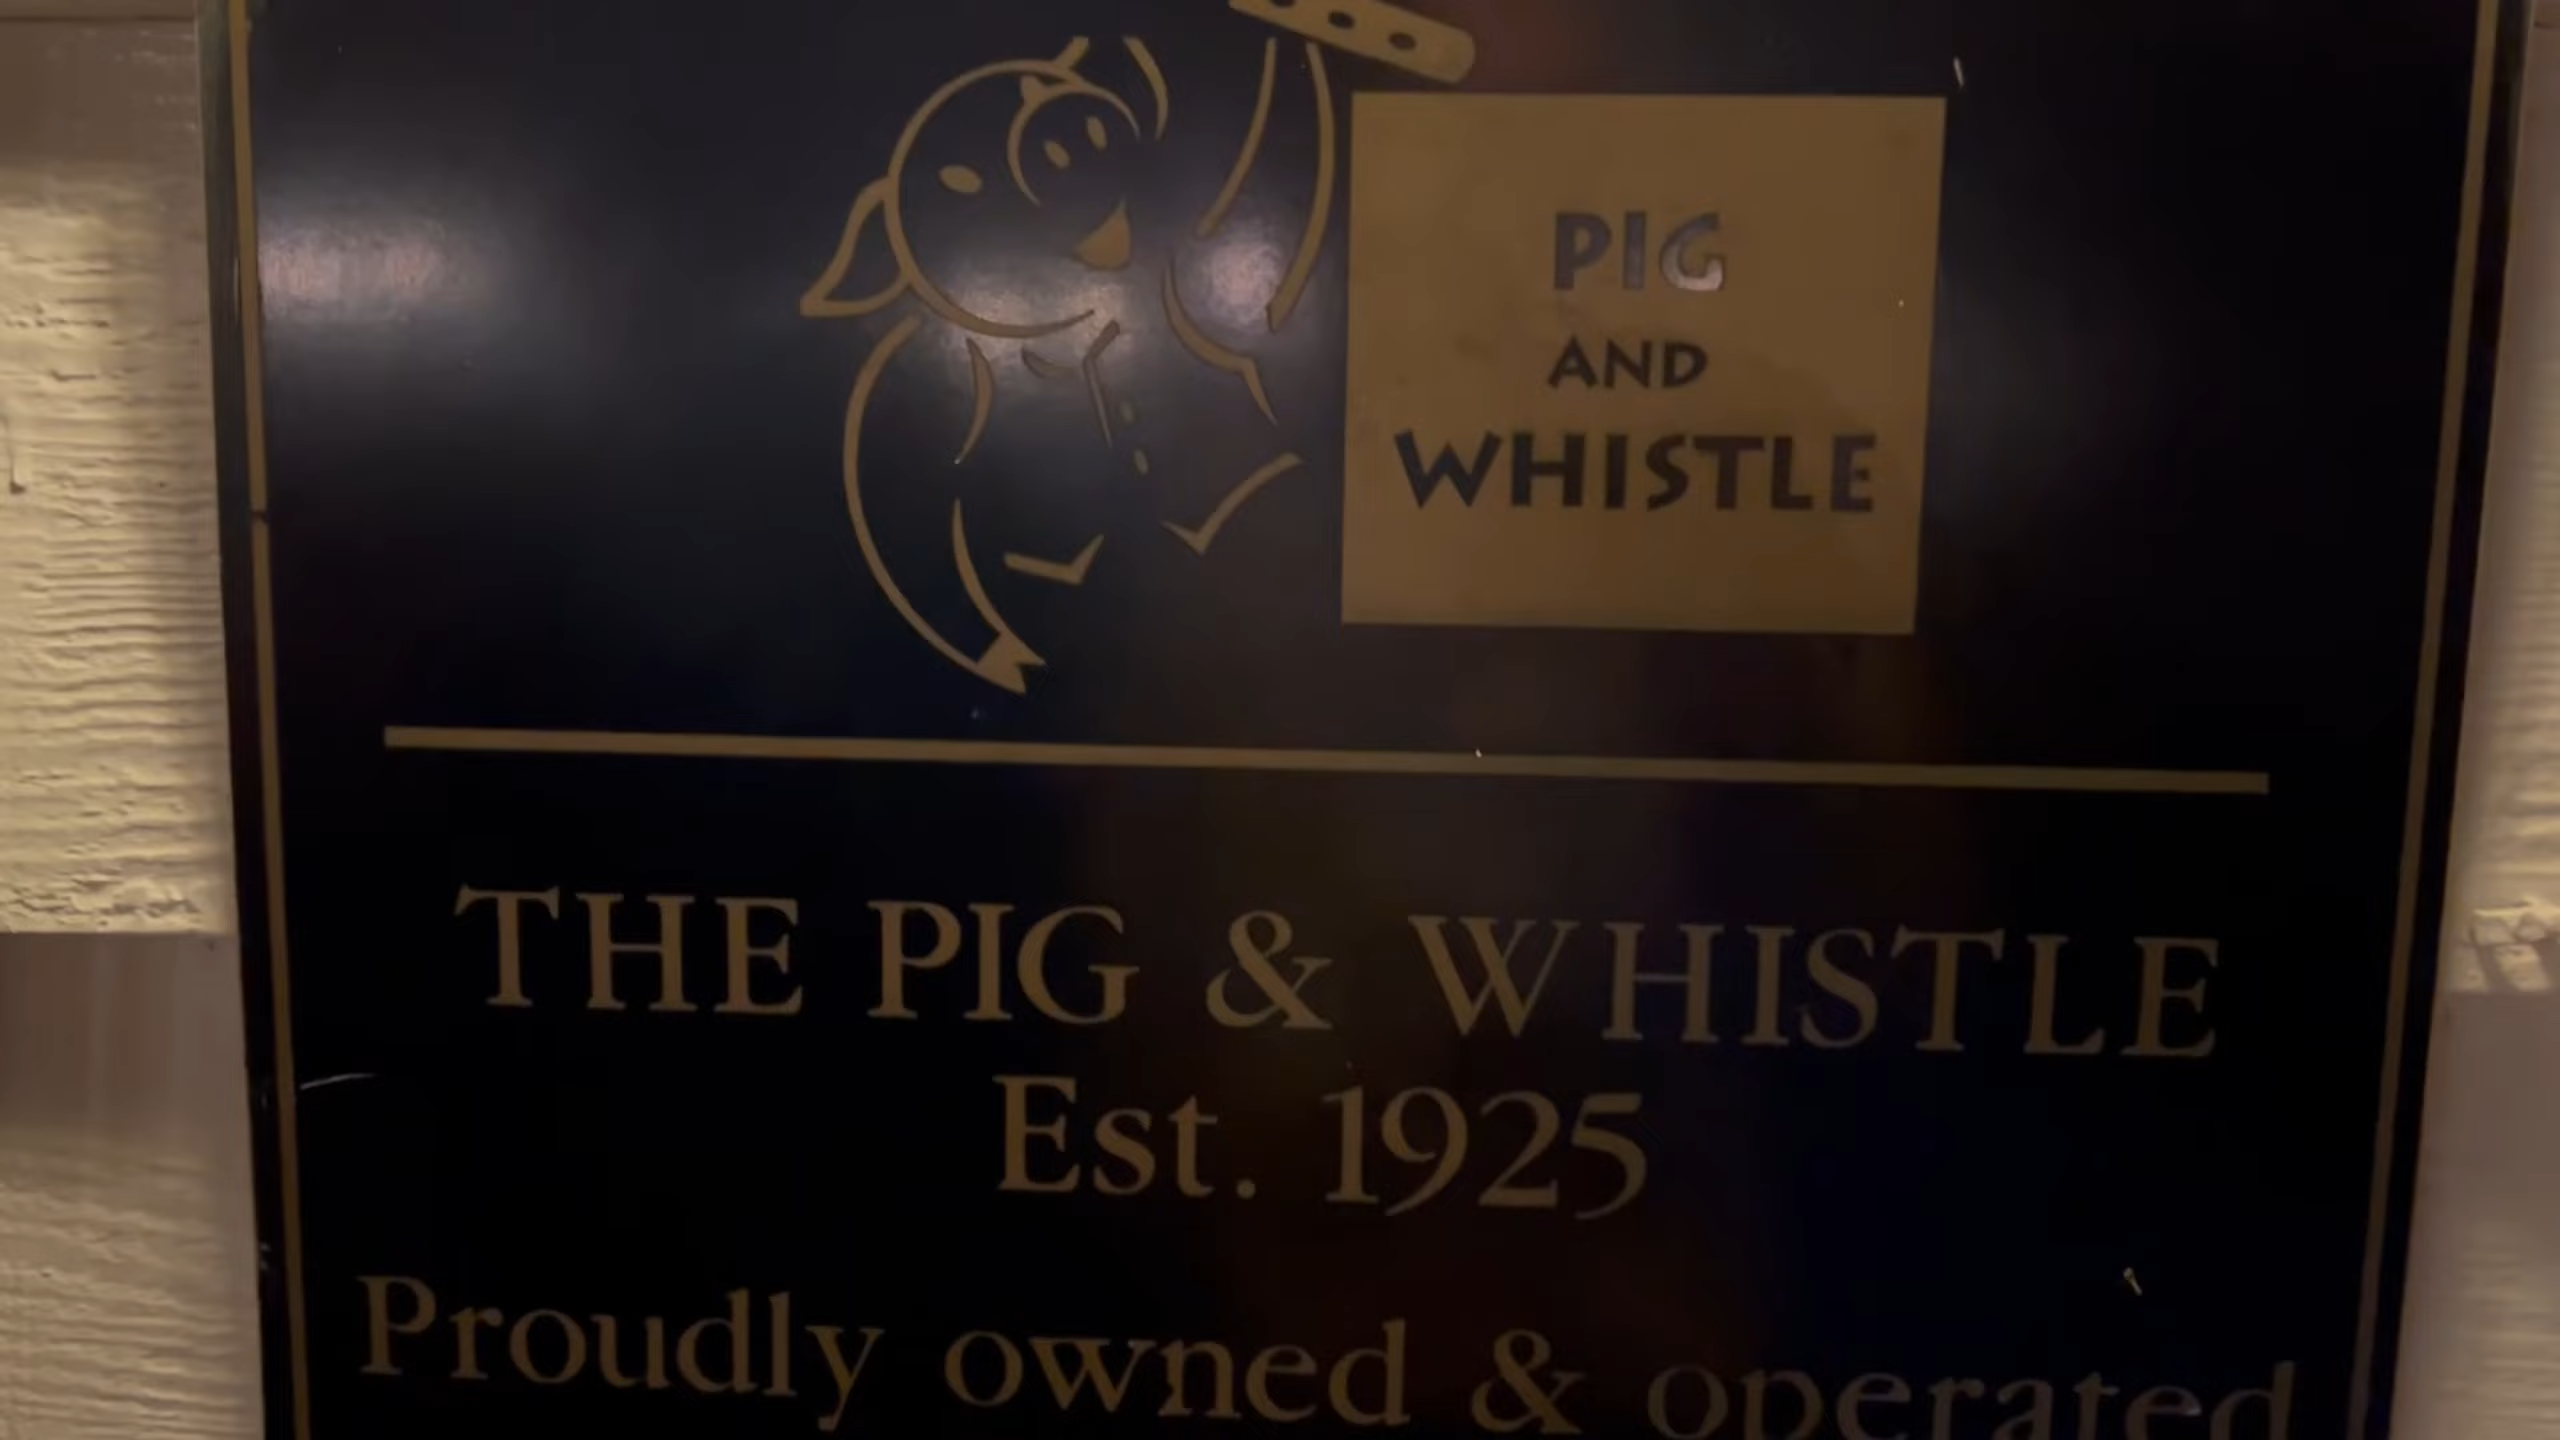 PIG
AND
WHISTLE
THE PIG & WHISTLE
Est. 1925
Proudly owned & operated